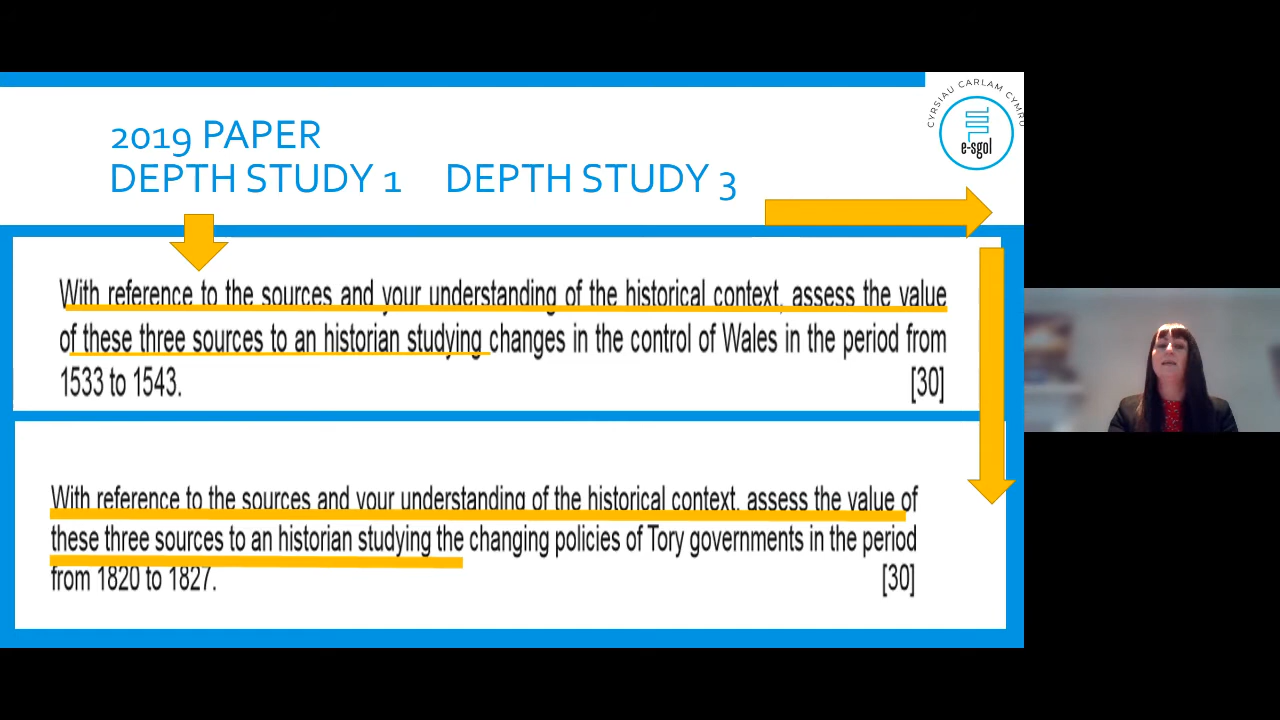 CYRSIAU CARLAM CYMRU
e-sgol
2019 PAPER
DEPTH STUDY 1 DEPTH STUDY 3
With reference to the sources and your understanding of the historical context, assess the value
of these three sources to an historian studying changes in the control of Wales in the period from
1533 to 1543. [30]
With reference to the sources and your understanding of the historical context, assess the value of
these three sources to an historian studying the changing policies of Tory governments in the period
from 1820 to 1827. [30]